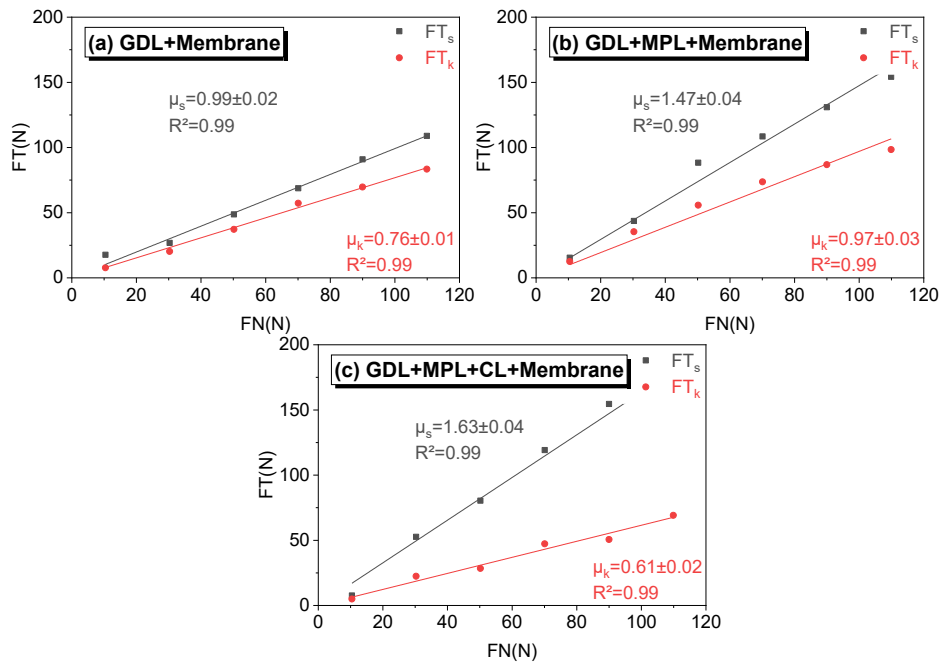 (a) GDL+Membrane
FTₛ
FTₖ
μₛ=0.99±0.02
R²=0.99
μₖ=0.76±0.01
R²=0.99
200
150
100
50
0
FT(N)
0 20 40 60 80 100 120
FN(N)
(b) GDL+MPL+Membrane
FTₛ
FTₖ
μₛ=1.47±0.04
R²=0.99
μₖ=0.97±0.03
R²=0.99
200
150
100
50
0
FT(N)
0 20 40 60 80 100 120
FN(N)
(c) GDL+MPL+CL+Membrane
FTₛ
FTₖ
μₛ=1.63±0.04
R²=0.99
μₖ=0.61±0.02
R²=0.99
200
150
100
50
0
FT(N)
0 20 40 60 80 100 120
FN(N)